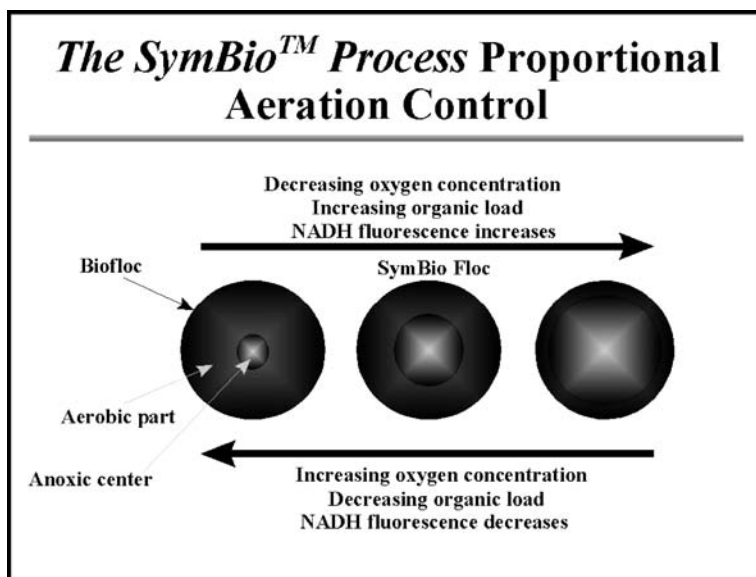 The SymBio™ Process Proportional
Aeration Control
Decreasing oxygen concentration
Increasing organic load
NADH fluorescence increases
Biofloc
SymBio Floc
Aerobic part
Anoxic center
Increasing oxygen concentration
Decreasing organic load
NADH fluorescence decreases